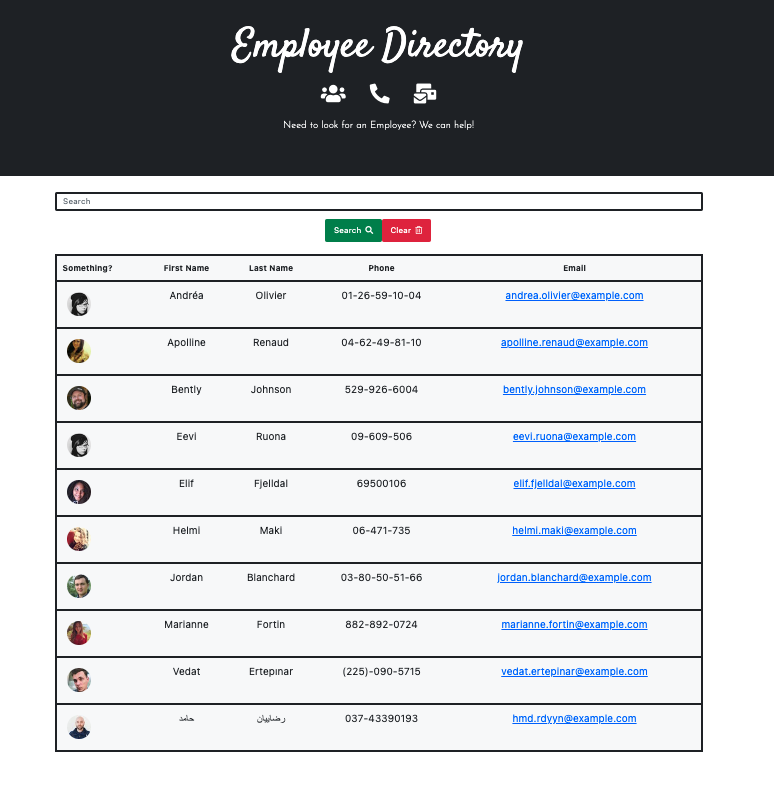 Employee Directory
Need to look for an Employee? We can help!
Search
Search Clear
Something? First Name Last Name Phone Email
Andréa Olivier 01-26-59-10-04 andrea.olivier@example.com
Apolline Renaud 04-62-49-81-10 apolline.renaud@example.com
Bently Johnson 529-926-6004 bently.johnson@example.com
Eevi Ruona 09-609-506 eevi.ruona@example.com
Elif Fjelldal 69500106 elif.fjelldal@example.com
Helmi Maki 06-471-735 helmi.maki@example.com
Jordan Blanchard 03-80-50-51-66 jordan.blanchard@example.com
Marianne Fortin 882-892-0724 marianne.fortin@example.com
Vedat Ertepınar (225)-090-5715 vedat.ertepinar@example.com
حامد رضاییان 037-43390193 hmd.rdyyn@example.com